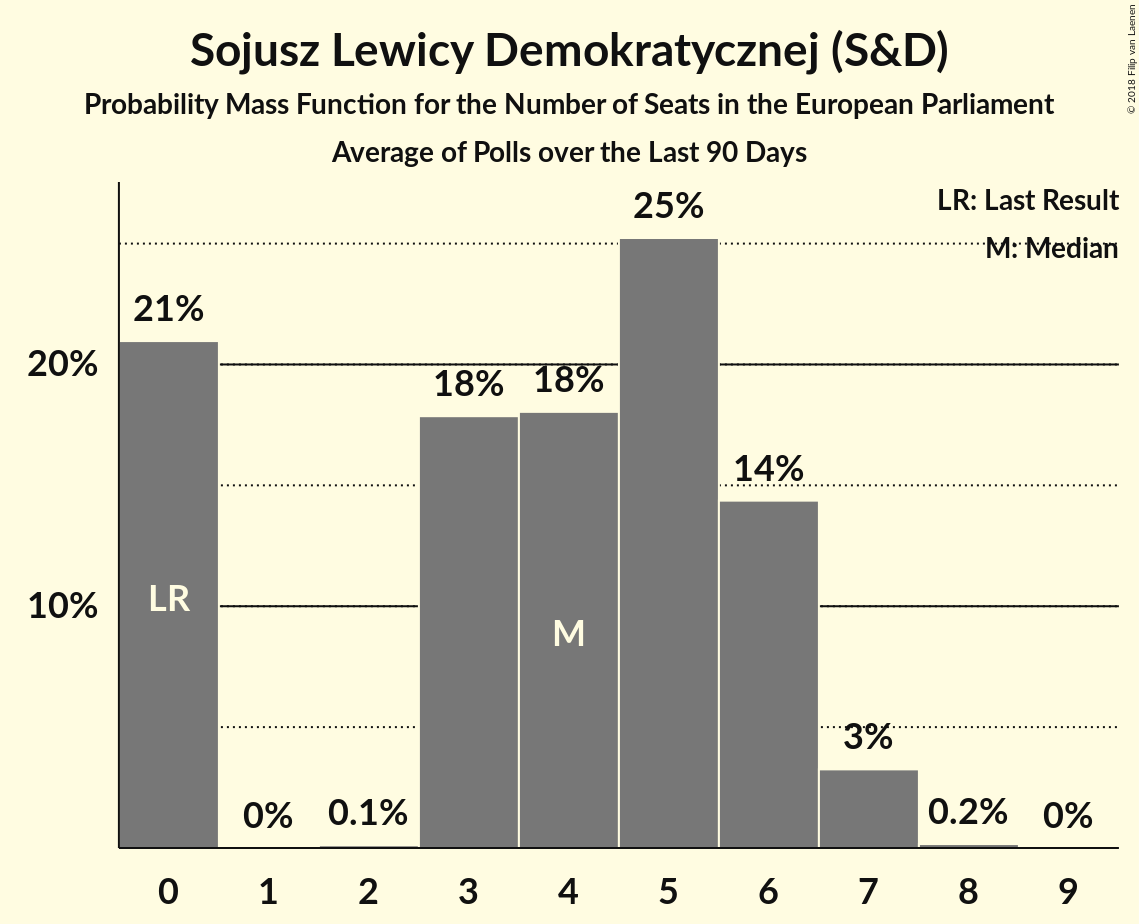 Sojusz Lewicy Demokratycznej (S&D)
Probability Mass Function for the Number of Seats in the European Parliament
Average of Polls over the Last 90 Days
© 2018 Filip van Laenen
LR: Last Result
M: Median
25%
21%
20%
18%
18%
14%
10%
LR
M
3%
0%
0.1%
0.2%
0%
0 1 2 3 4 5 6 7 8 9